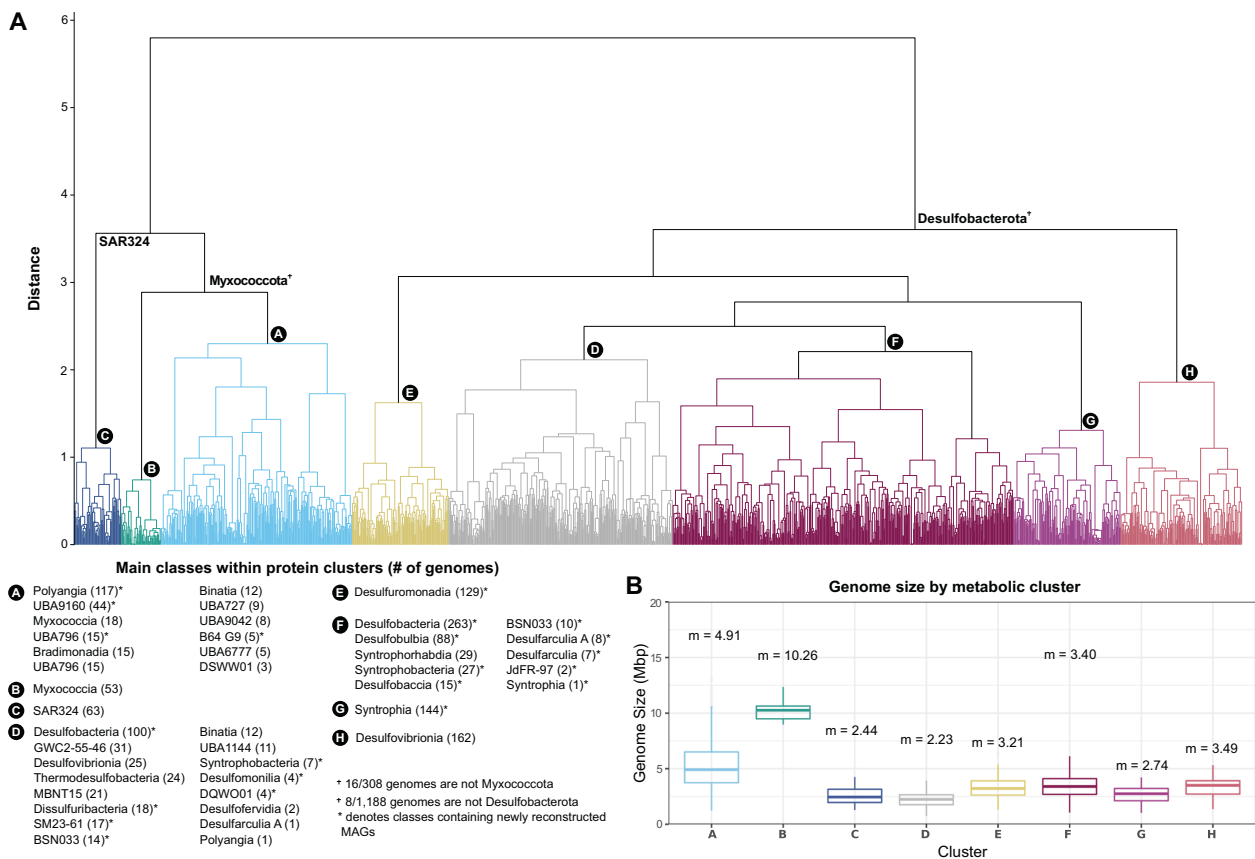 A
6
5
4
3
2
1
0
Distance
SAR324
Myxococcota†
Desulfobacterota†
A
B
C
D
E
F
G
H
Main classes within protein clusters (# of genomes)
A
Polyangia (117)*
UBA9160 (44)*
Myxococcia (18)
UBA796 (15)*
Bradimonadia (15)
UBA796 (15)
Binatia (12)
UBA727 (9)
UBA9042 (8)
B64 G9 (5)*
UBA6777 (5)
DSWW01 (3)
B
Myxococcia (53)
C
SAR324 (63)
D
Desulfobacteria (100)*
GWC2-55-46 (31)
Desulfovibrionia (25)
Thermodesulfobacteria (24)
MBNT15 (21)
Dissulfuribacteria (18)*
SM23-61 (17)*
BSN033 (14)*
Binatia (12)
UBA1144 (11)
Syntrophobacteria (7)*
Desulfomonilia (4)*
DQWO01 (4)*
Desulfofervidia (2)
Desulfarculia A (1)
Polyangia (1)
E
Desulfuromonadia (129)*
F
Desulfobacteria (263)*
Desulfobulbia (88)*
Syntrophorhabdia (29)
Syntrophobacteria (27)*
Desulfobaccia (15)*
BSN033 (10)*
Desulfarculia A (8)*
Desulfarculia (7)*
JdFR-97 (2)*
Syntrophia (1)*
G
Syntrophia (144)*
H
Desulfovibrionia (162)
† 16/308 genomes are not Myxococota
† 8/1,188 genomes are not Desulfobacterota
* denotes classes containing newly reconstructed
MAGs
B
Genome size by metabolic cluster
Genome Size (Mbp)
20
15
10
5
0
m = 4.91
m = 10.26
m = 2.44
m = 2.23
m = 3.21
m = 3.40
m = 2.74
m = 3.49
A B C D E F G H
Cluster